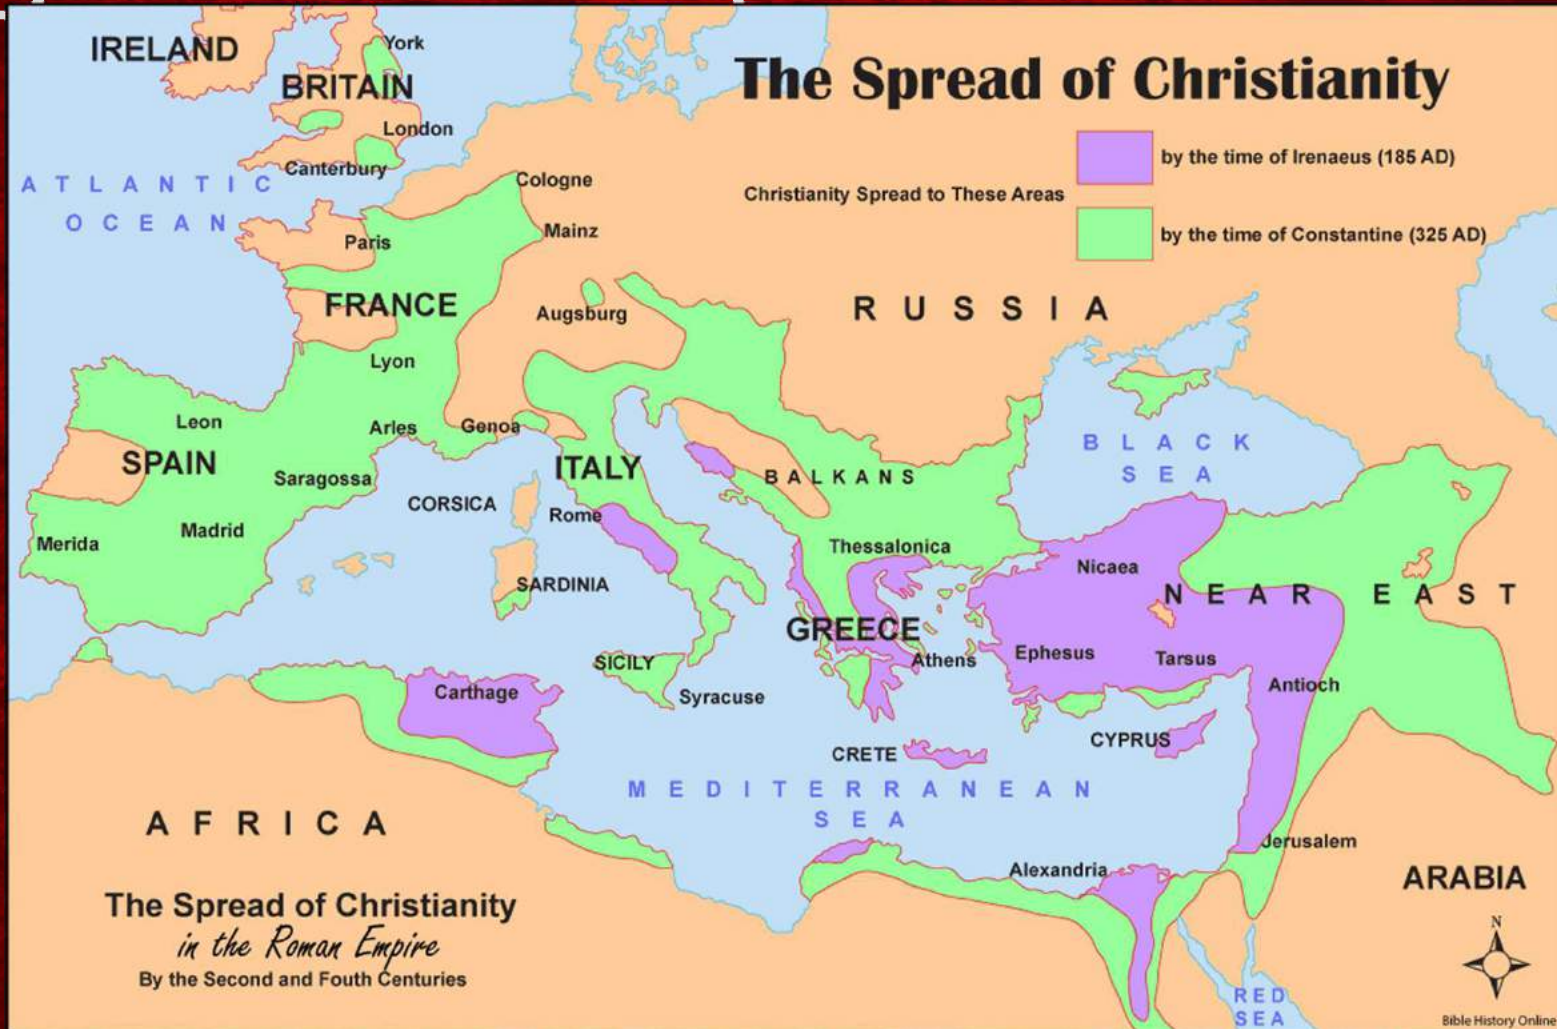 The Spread of Christianity
by the time of Irenaeus (185 AD)
Christianity Spread to These Areas
by the time of Constantine (325 AD)
IRELAND
York
BRITAIN
London
Canterbury
ATLANTIC
OCEAN
Cologne
Mainz
Paris
FRANCE
Augsburg
RUSSIA
Lyon
Leon
Arles
Genoa
SPAIN
ITALY
Saragossa
BLACK
SEA
BALKANS
CORSICA
Rome
Madrid
Merida
Thessalonica
Nicaea
SARDINIA
NEAR EAST
GREECE
Athens
Ephesus
Tarsus
SICILY
Antioch
Carthage
Syracuse
CYPRUS
CRETE
MEDITERRANEAN
SEA
AFRICA
Jerusalem
Alexandria
ARABIA
The Spread of Christianity
in the Roman Empire
By the Second and Fouth Centuries
N
RED
SEA
Bible History Online